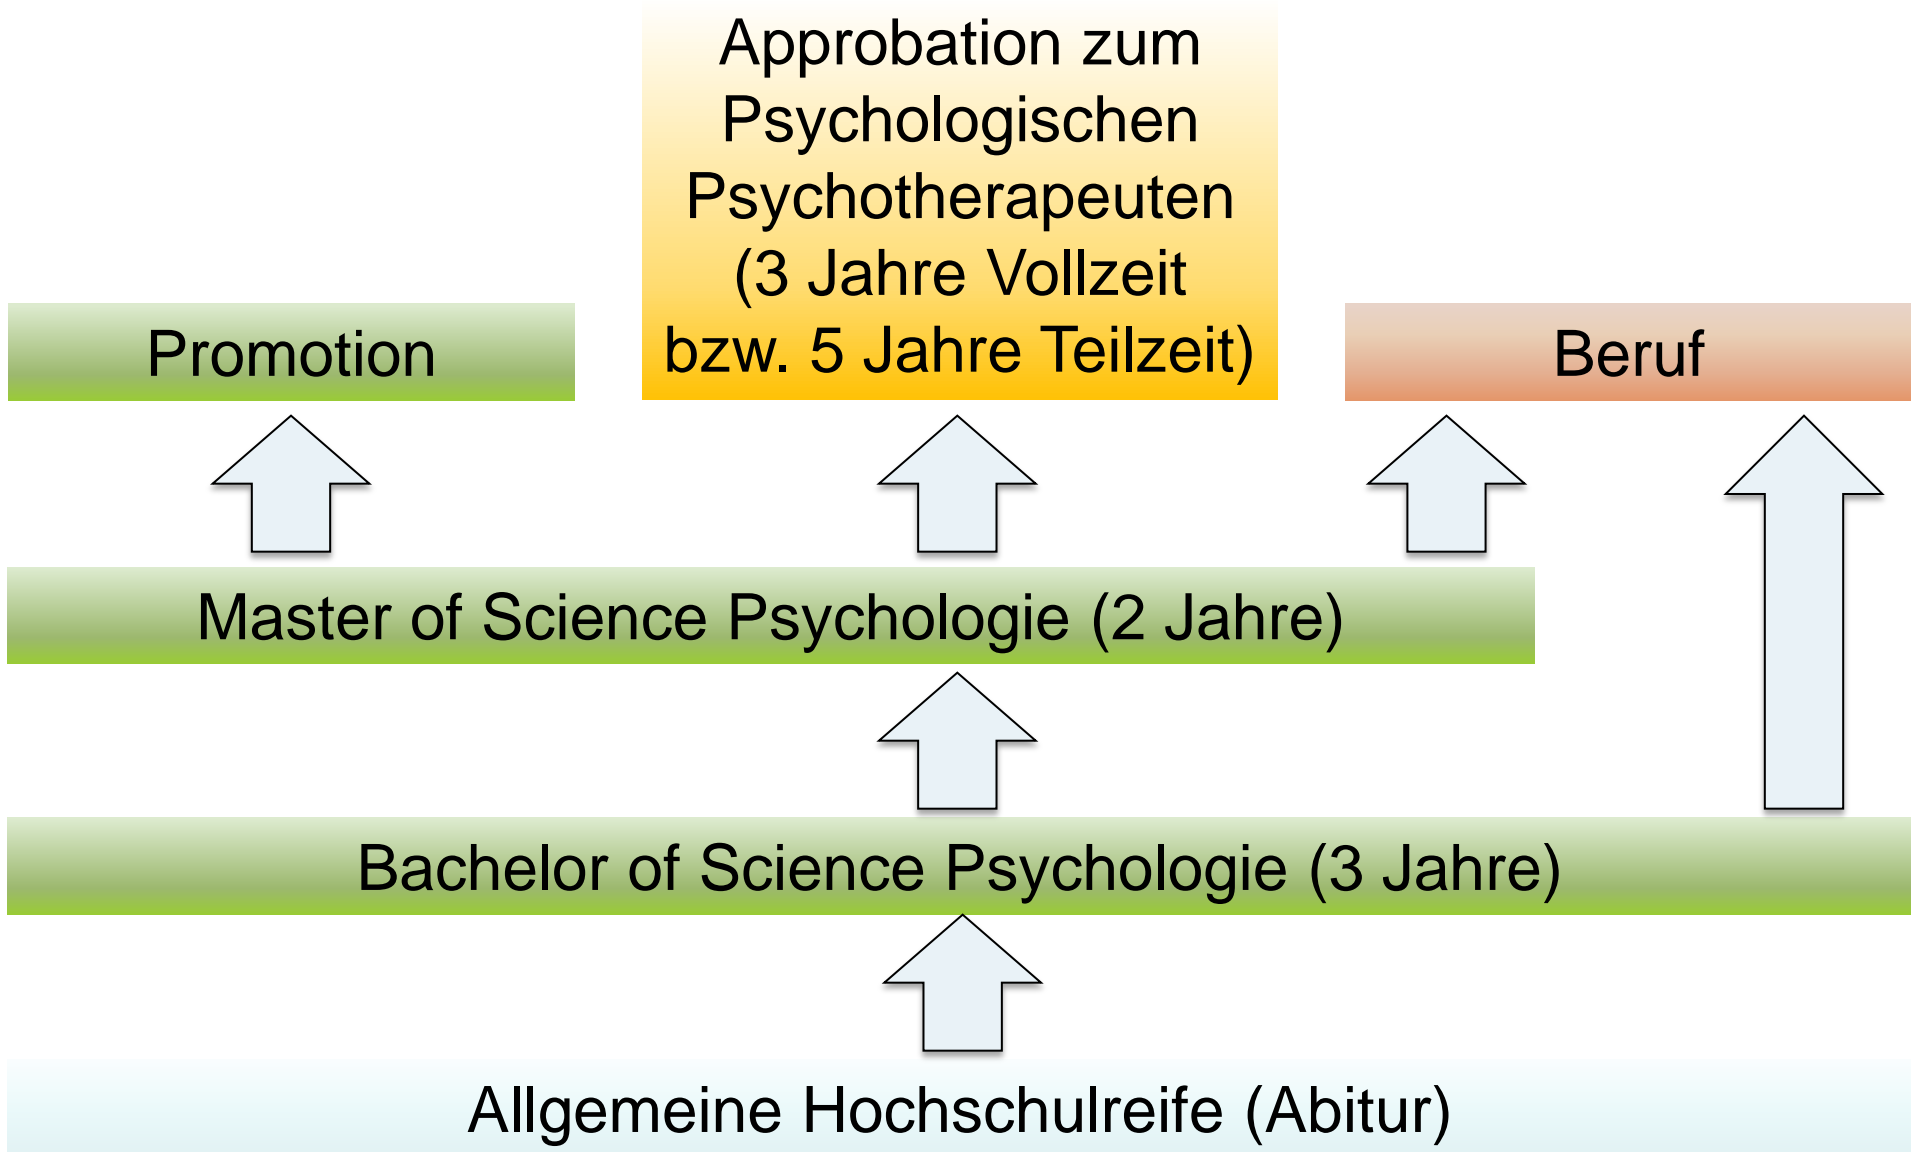 Approbation zum
Psychologischen
Psychotherapeuten
(3 Jahre Vollzeit
bzw. 5 Jahre Teilzeit)
Promotion
Beruf
Master of Science Psychologie (2 Jahre)
Bachelor of Science Psychologie (3 Jahre)
Allgemeine Hochschulreife (Abitur)